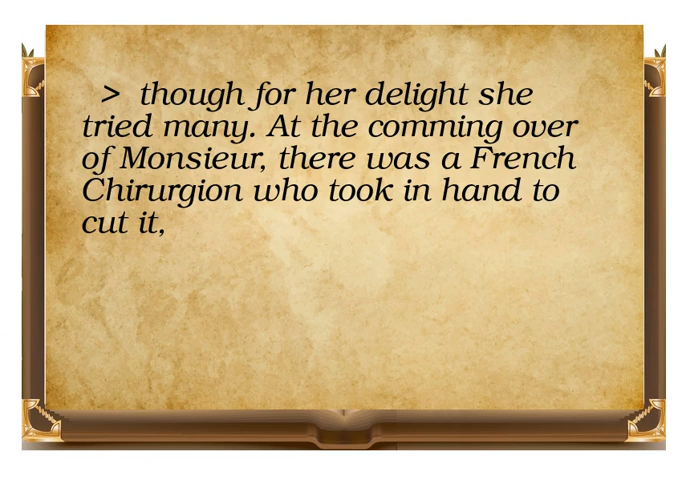 > though for her delight she
tried many. At the comming over
of Monsieur, there was a French
Chirurgion who took in hand to
cut it,